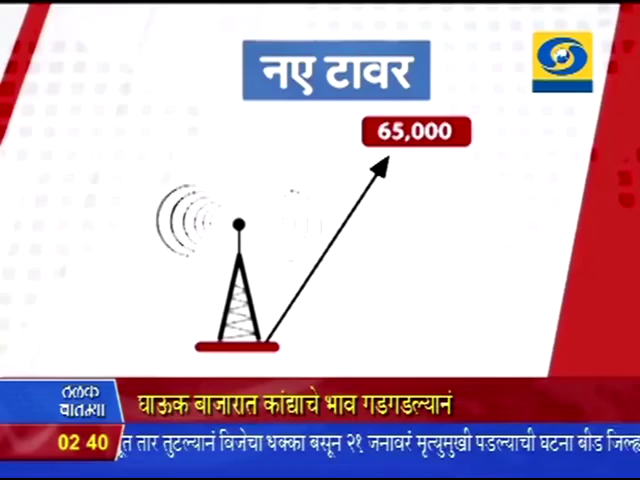 नए टावर
65,000
ठळक
बातम्या
घाऊक बाजारात कांद्याचे भाव गडगडल्यानं
02 40
तार तुटल्यानं विजेचा धक्का बसून २१ जनावरं मृत्युमुखी पडल्याची घटना बीड